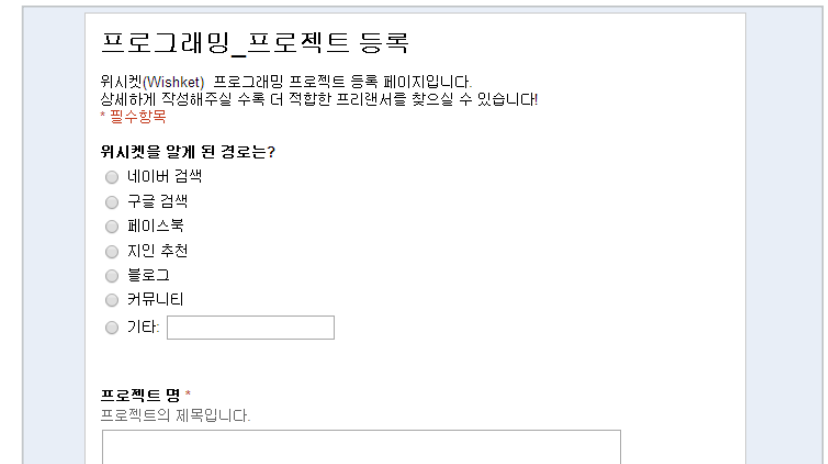 프로그래밍_프로젝트 등록
위시켓(Wishket) 프로그래밍 프로젝트 등록 페이지입니다.
상세하게 작성해주실 수록 더 적합한 프리랜서를 찾으실 수 있습니다!
* 필수항목
위시켓을 알게 된 경로는?
네이버 검색
구글 검색
페이스북
지인 추천
블로그
커뮤니티
기타:
프로젝트 명 *
프로젝트의 제목입니다.